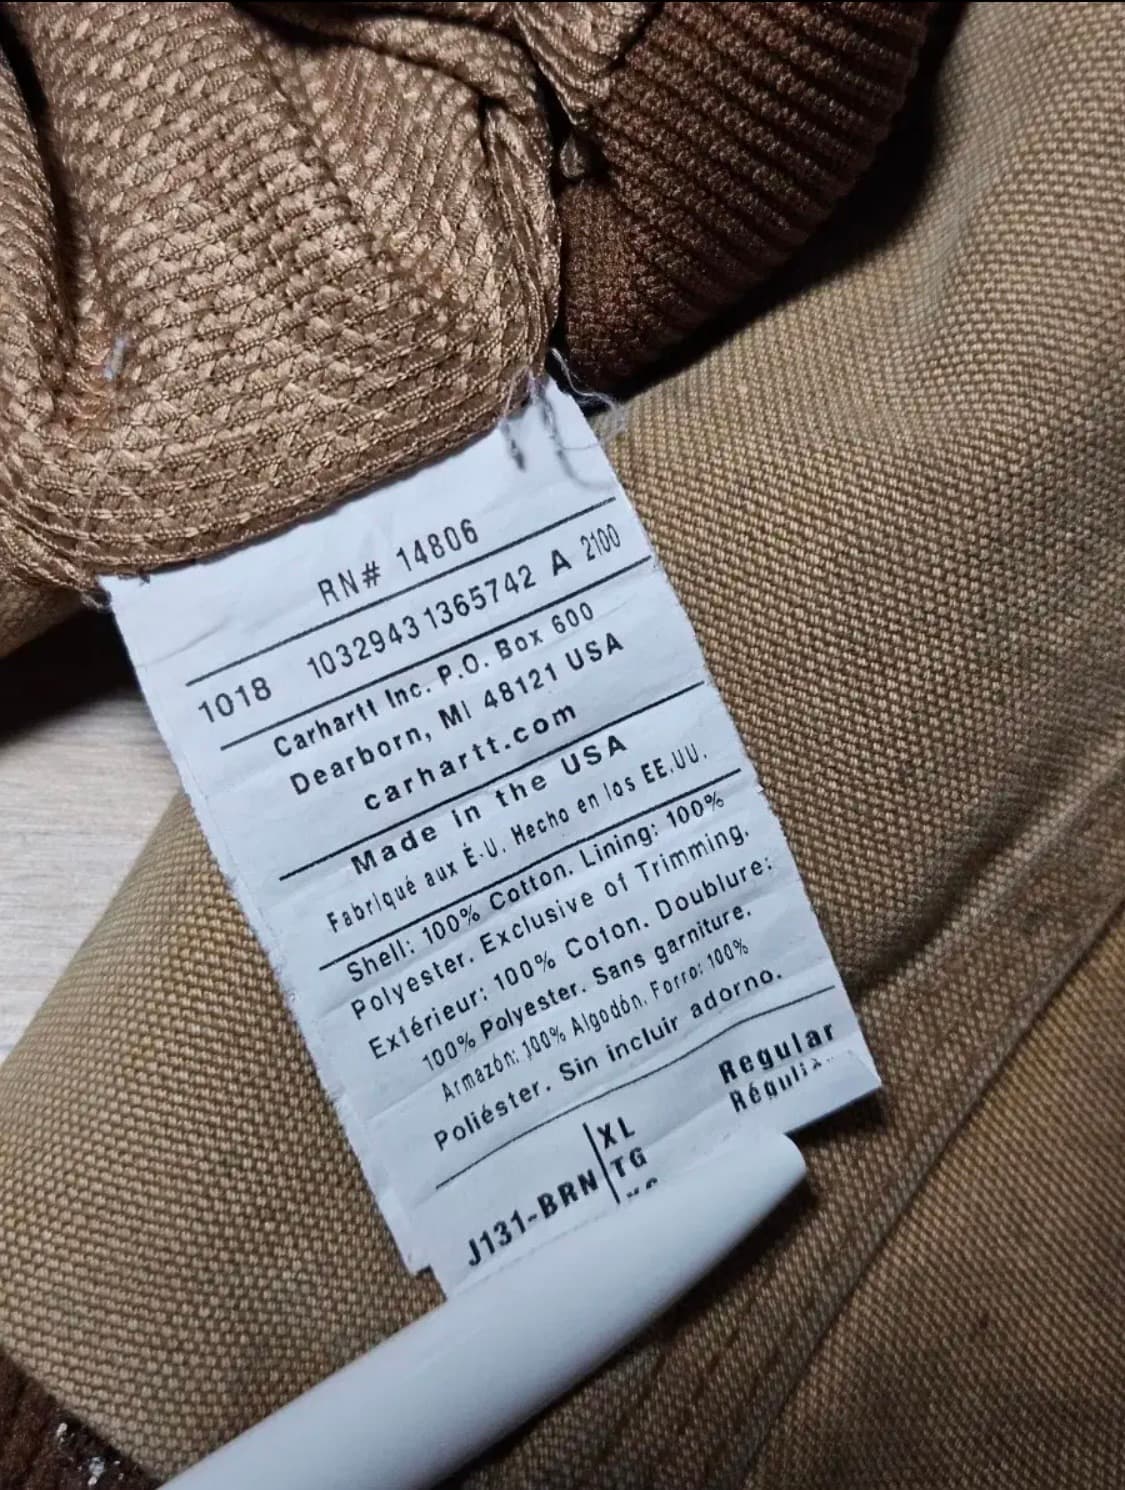 RN# 14806
1018 1032943 1365742 A 2100
Carhartt Inc. P.O. Box 600
Dearborn, MI 48121 USA
carhartt.com
Made in the USA
Fabriqué aux É-U. Hecho en los EE.UU.
Shell: 100% Cotton. Lining: 100%
Polyester. Exclusive of Trimming.
Extérieur: 100% Coton. Doublure:
100% Polyester. Sans garniture.
Armazón: 100% Algodón. Forro: 100%
Poliéster. Sin incluir adorno.
Regular
J131-BRN XL
TG